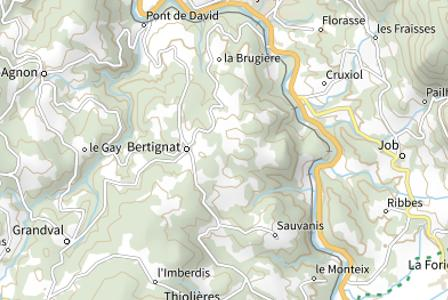 Pont de David
Florasse
les Fraisses
la Brugière
Agnon
Cruxiol
le Gay
Bertignat
Job
Ribbes
Grandval
Sauvanis
l'Imberdis
le Monteix
Thiolières